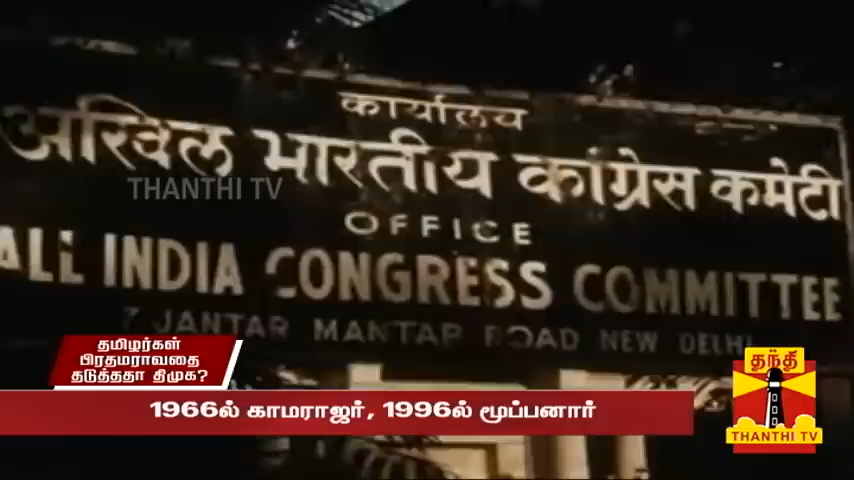 कार्यालय
अखिल भारतीय कांग्रेस कमेटी
THANTHI TV
OFFICE
ALL INDIA CONGRESS COMMITTEE
7 JANTAR MANTAR ROAD NEW DELHI
தமிழர்கள்
பிரதமராவதை
தடுத்ததா திமுக?
1966ல் காமராஜர், 1996ல் மூப்பனார்
தந்தி
THANTHI TV